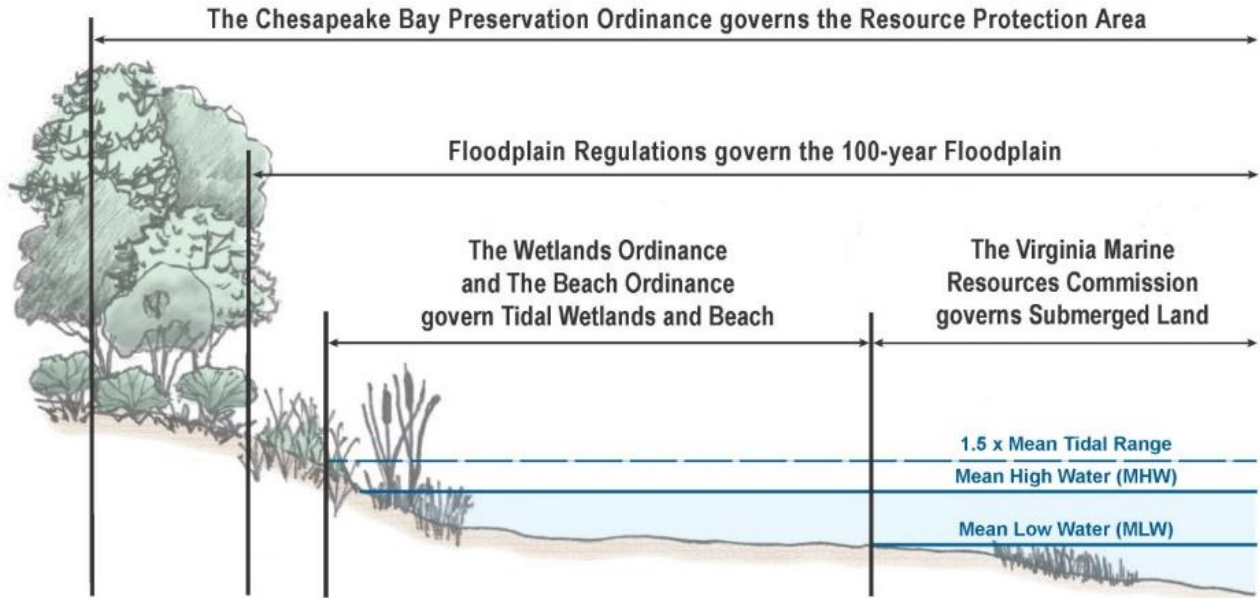 The Chesapeake Bay Preservation Ordinance governs the Resource Protection Area
Floodplain Regulations govern the 100-year Floodplain
The Wetlands Ordinance
and The Beach Ordinance
govern Tidal Wetlands and Beach
The Virginia Marine
Resources Commission
governs Submerged Land
1.5 x Mean Tidal Range
Mean High Water (MHW)
Mean Low Water (MLW)